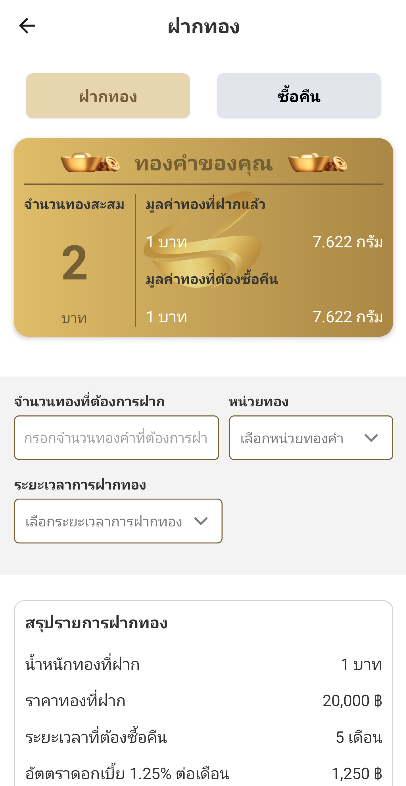 ฝากทอง
ฝากทอง ซื้อคืน
ทองคำของคุณ
จำนวนทองสะสม
2
บาท
มูลค่าทองที่ฝากแล้ว
1 บาท 7.622 กรัม
มูลค่าทองที่ต้องซื้อคืน
1 บาท 7.622 กรัม
จำนวนทองที่ต้องการฝาก หน่วยทอง
กรอกจำนวนทองคำที่ต้องการฝา เลือกหน่วยทองคำ
ระยะเวลาการฝากทอง
เลือกระยะเวลาการฝากทอง
สรุปรายการฝากทอง
น้ำหนักทองที่ฝาก 1 บาท
ราคาทองที่ฝาก 20,000 ฿
ระยะเวลาที่ต้องซื้อคืน 5 เดือน
อัตตราดอกเบี้ย 1.25% ต่อเดือน 1,250 ฿